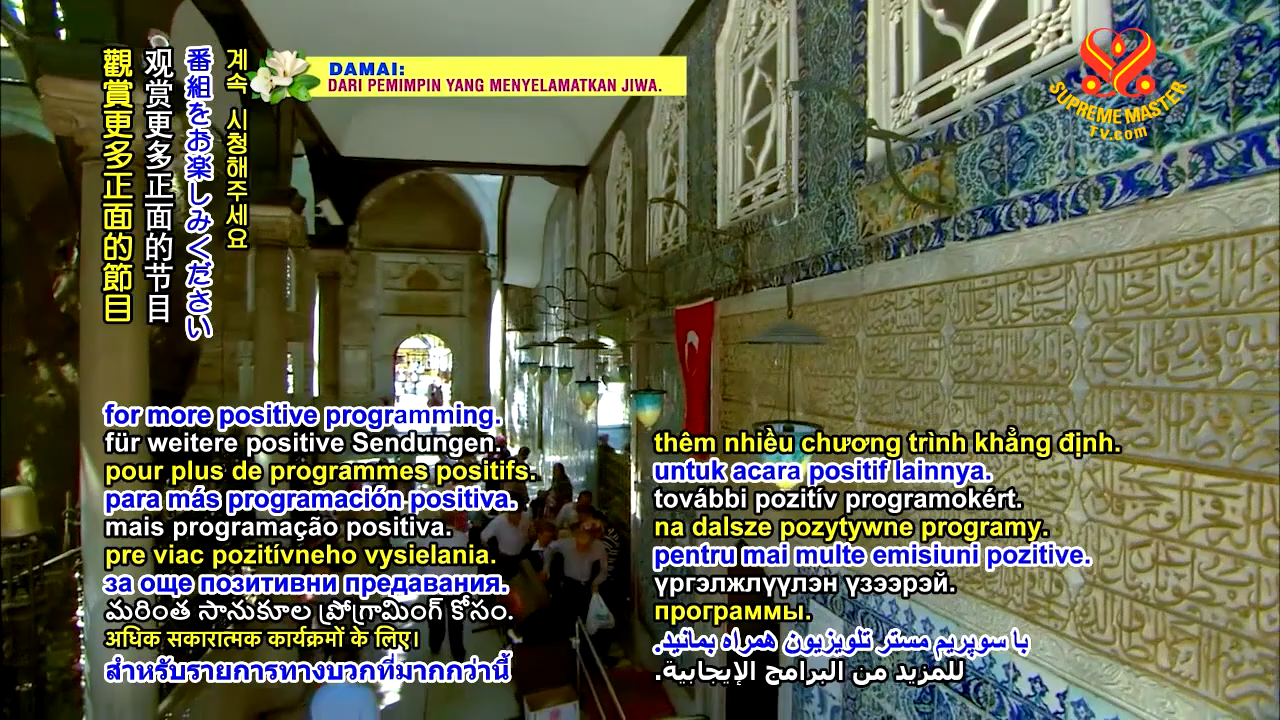 DAMAI:
DARI PEMIMPIN YANG MENYELAMATKAN JIWA.
SUPREME MASTER
TV.com
觀賞更多正面的節目
观赏更多正面的节目
番組をお楽しみください
계속 시청해주세요
for more positive programming.
für weitere positive Sendungen.
pour plus de programmes positifs.
para más programación positiva.
mais programação positiva.
pre viac pozitívneho vysielania.
за още позитивни предавания.
మరింత సానుకూల ప్రోగ్రామింగ్ కోసం.
अधिक सकारात्मक कार्यक्रमों के लिए।
สำหรับรายการทางบวกที่มากกว่านี้
thêm nhiều chương trình khẳng định.
untuk acara positif lainnya.
további pozitív programokért.
na dalsze pozytywne programy.
pentru mai multe emisiuni pozitive.
үргэлжлүүлэн үзээрэй.
программы.
با سوپریم مستر تلویزیون همراه بمانید.
للمزيد من البرامج الإيجابية.